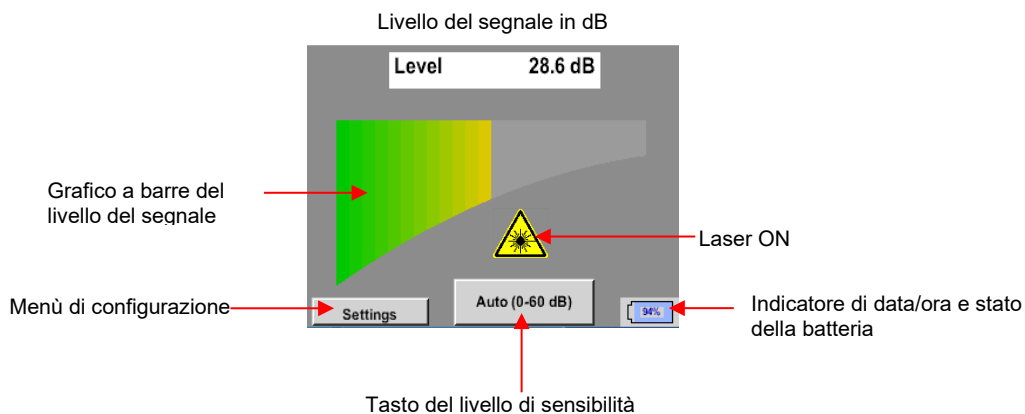 Livello del segnale in dB
Level 28.6 dB
Grafico a barre del
livello del segnale
Laser ON
Menù di configurazione
Settings
Auto (0-60 dB)
94%
Indicatore di data/ora e stato
della batteria
Tasto del livello di sensibilità